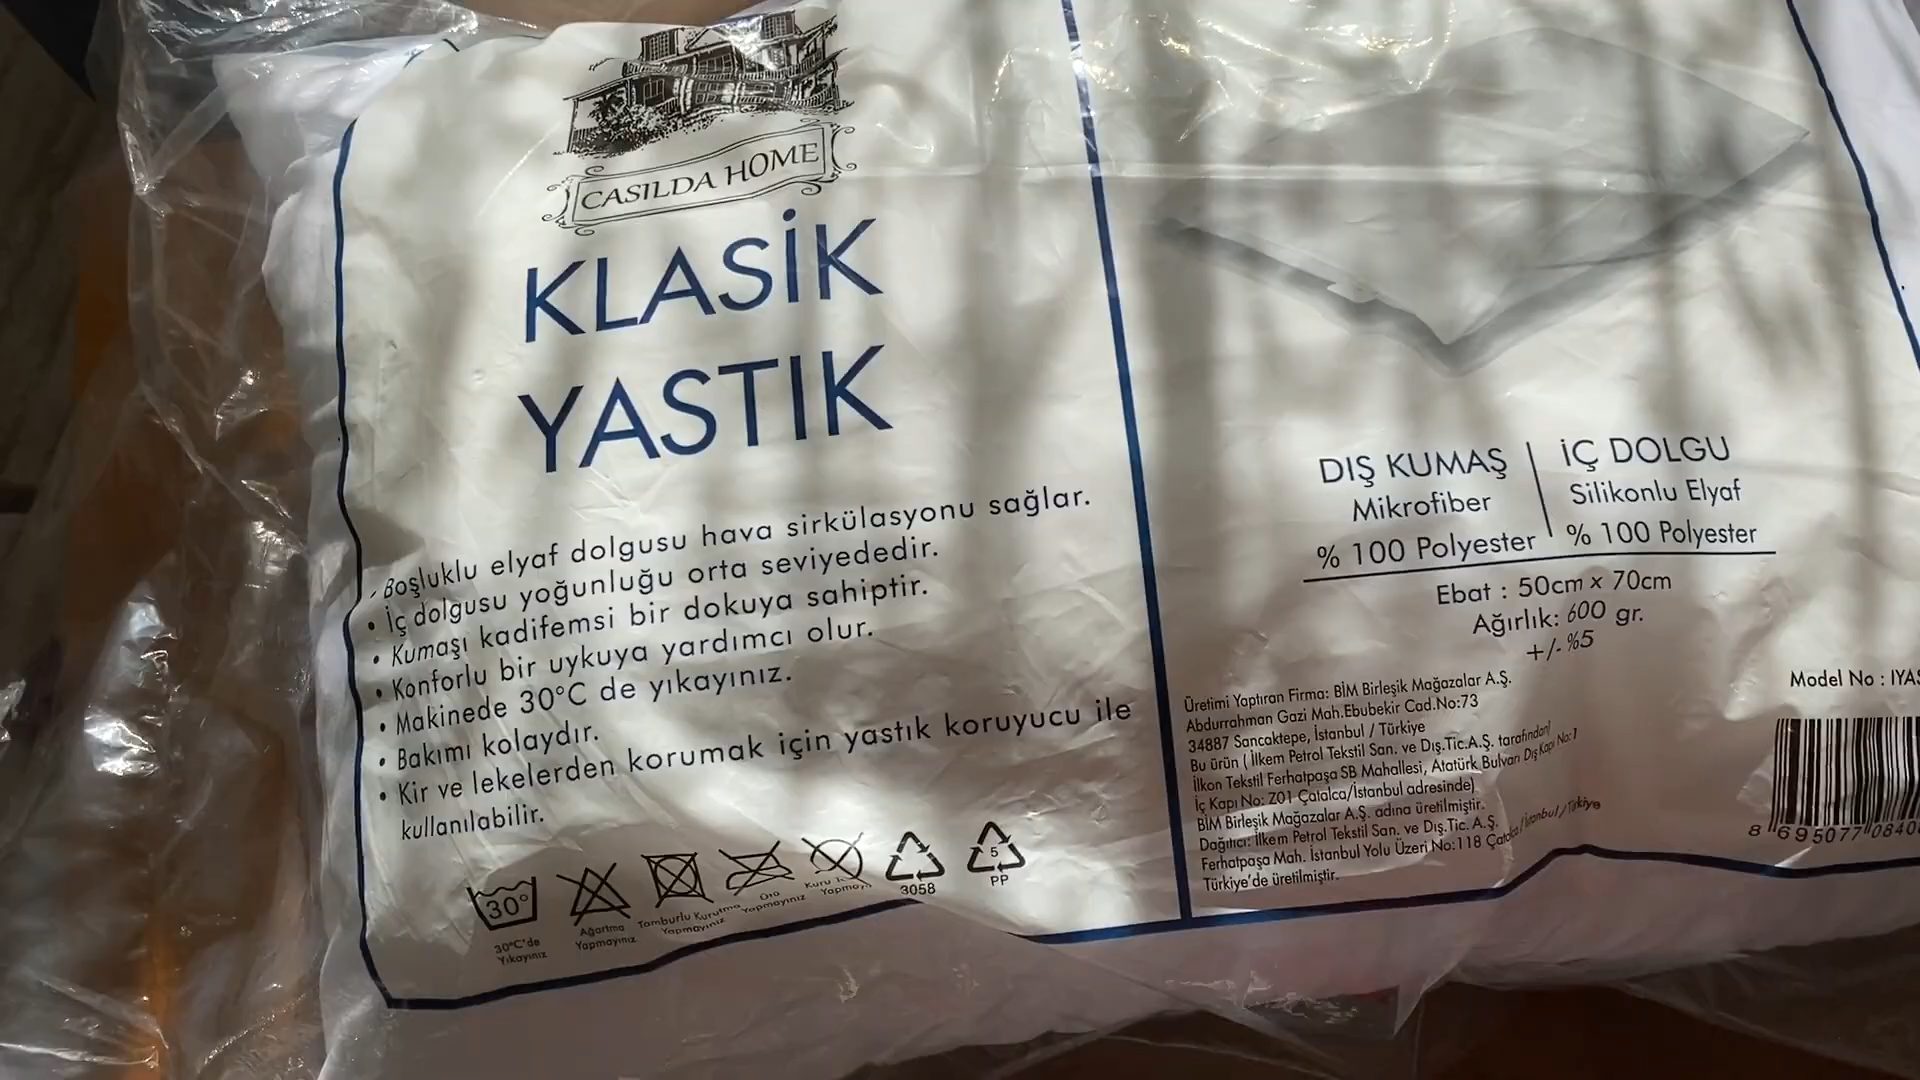 CASILDA HOME
KLASİK
YASTIK
• Boşluklu elyaf dolgusu hava sirkülasyonu sağlar.
• İç dolgusu yoğunluğu orta seviyededir.
• Kumaşı kadifemsi bir dokuya sahiptir.
• Konforlu bir uykuya yardımcı olur.
• Makinede 30°C de yıkayınız.
• Bakımı kolaydır.
• Kir ve lekelerden korumak için yastık koruyucu ile
kullanılabilir.
30°
30°C'de
Yıkayınız
Ağartma
Yapmayınız
Tamburlu Kurutma
Yapmayınız
Yapmayınız
Kuru
3058
5
PP
DIŞ KUMAŞ
Mikrofiber
% 100 Polyester
İÇ DOLGU
Silikonlu Elyaf
% 100 Polyester
Ebat : 50cm x 70cm
Ağırlık: 600 gr.
+/-%5
Üretimi Yaptıran Firma: BİM Birleşik Mağazalar A.Ş.
Abdurrahman Gazi Mah.Ebubekir Cad.No:73
34887 Sancaktepe, İstanbul / Türkiye
Bu ürün ( İlkem Petrol Tekstil San. ve Dış.Tic.A.Ş. tarafından
İlkon Tekstil Ferhatpaşa SB Mahallesi, Atatürk Bulvarı Dış Kapı No:1
İç Kapı No: Z01 Çatalca/İstanbul adresinde)
BİM Birleşik Mağazalar A.Ş. adına üretilmiştir.
Dağıtıcı: İlkem Petrol Tekstil San. ve Dış.Tic. A.Ş.
Ferhatpaşa Mah. İstanbul Yolu Üzeri No:118 Çatalca/İstanbul/Türkiye
Türkiye'de üretilmiştir.
Model No : IYAS
8 695077 0840